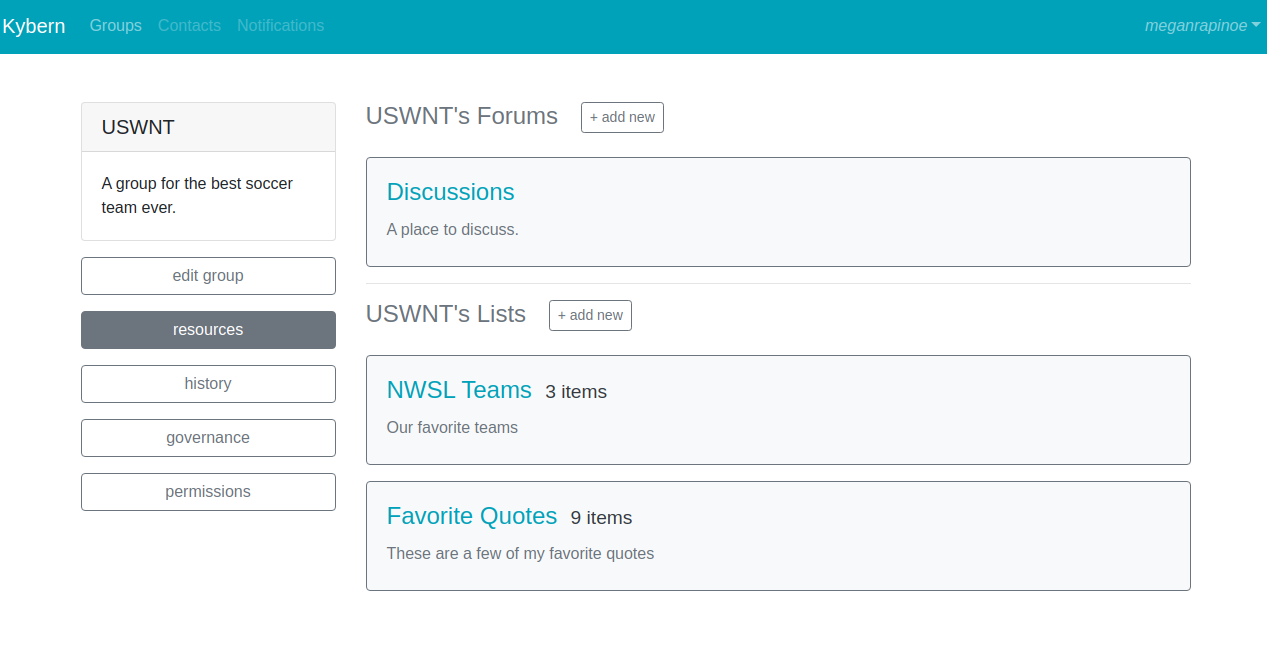 Kybern Groups Contacts Notifications meganrapinoe
USWNT
A group for the best soccer
team ever.
edit group
resources
history
governance
permissions
USWNT's Forums + add new
Discussions
A place to discuss.
USWNT's Lists + add new
NWSL Teams 3 items
Our favorite teams
Favorite Quotes 9 items
These are a few of my favorite quotes